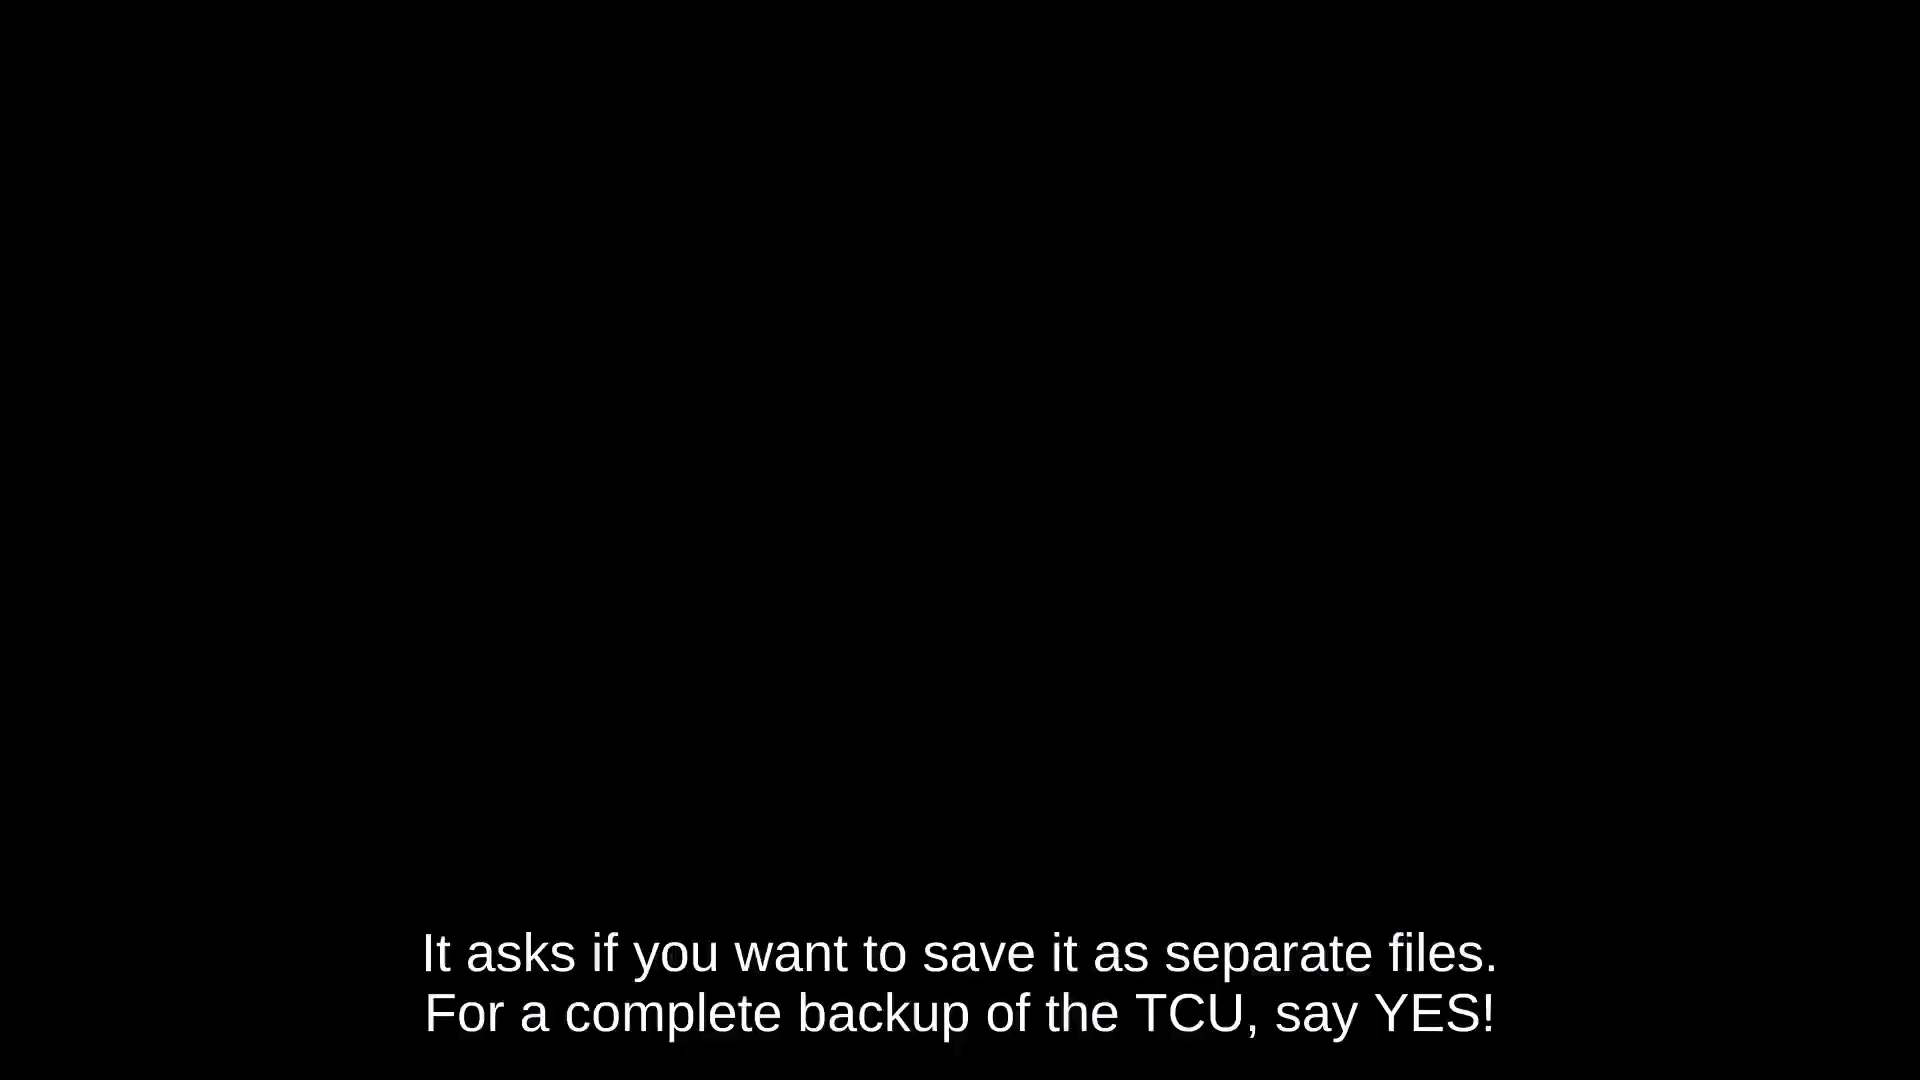 It asks if you want to save it as separate files.
For a complete backup of the TCU, say YES!